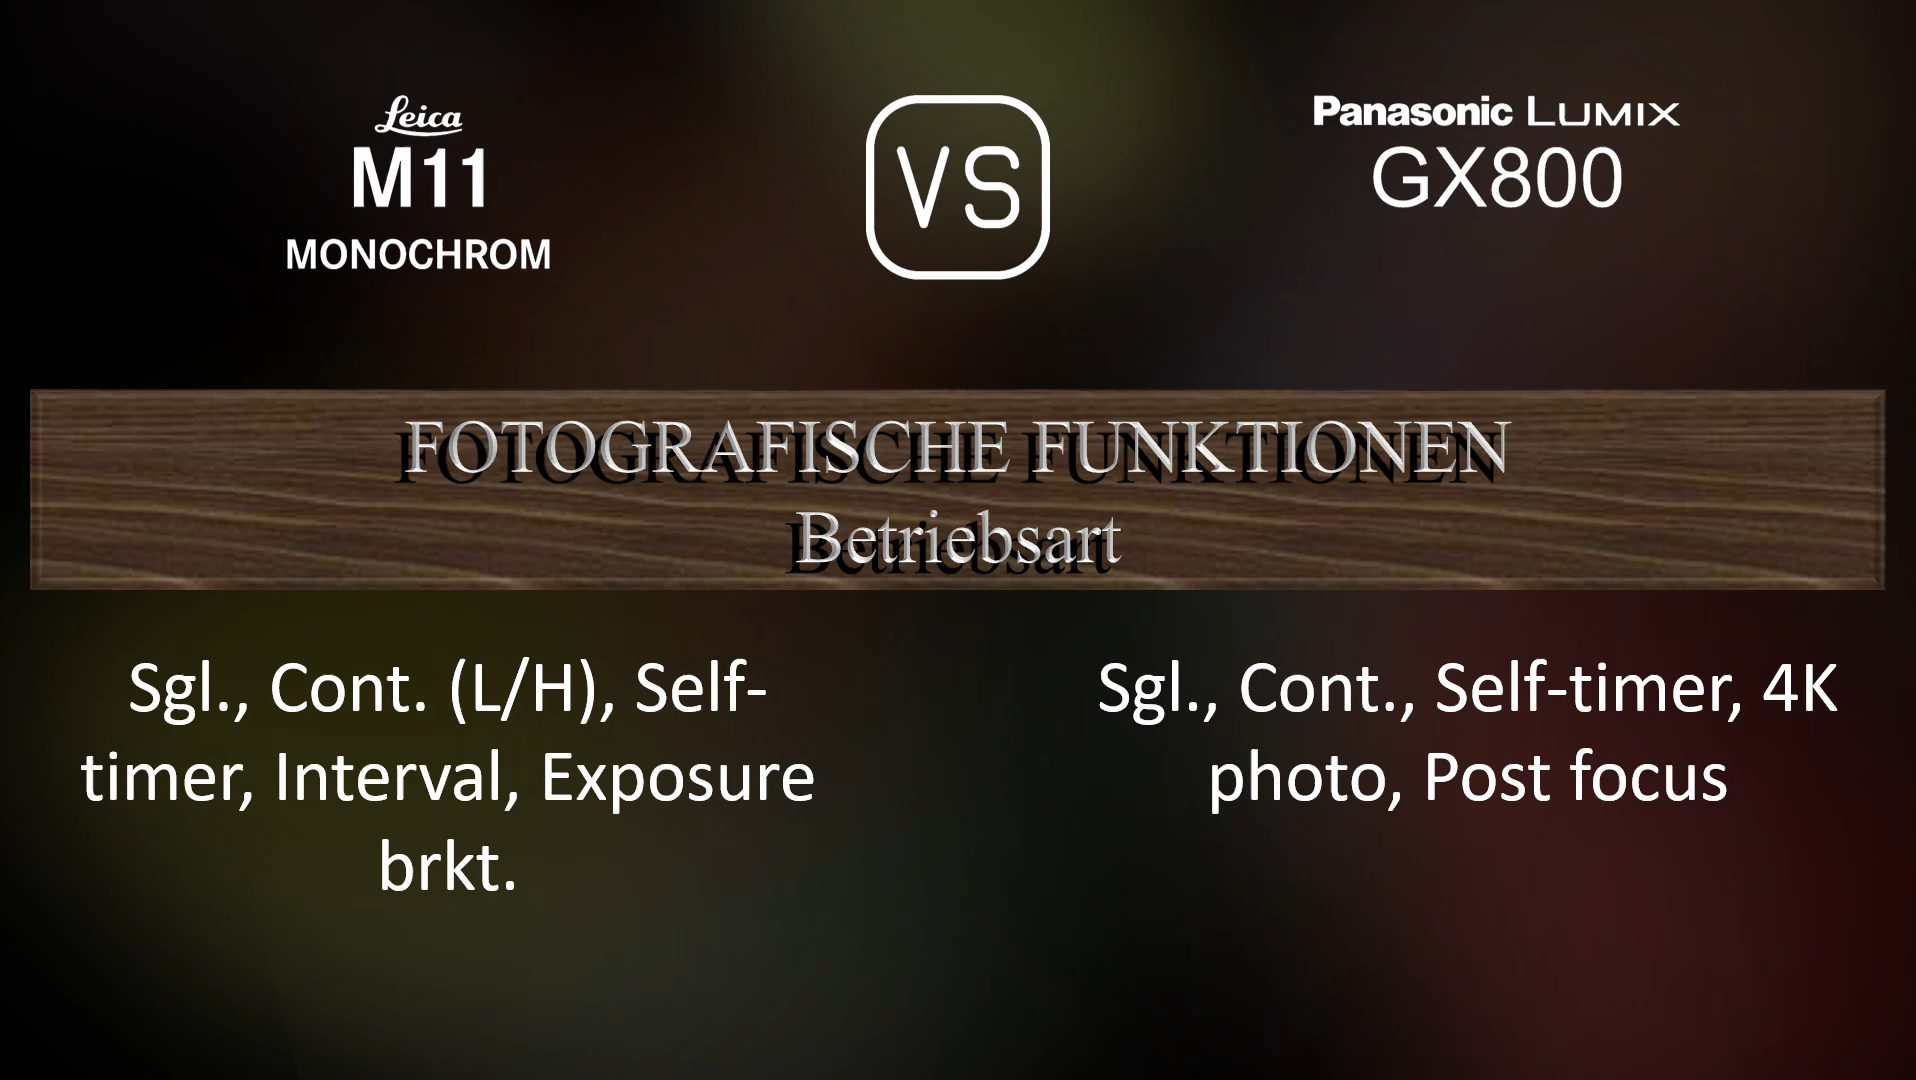 Leica
M11
MONOCHROM
VS
Panasonic LUMIX
GX800
FOTOGRAFISCHE FUNKTIONEN
Betriebsart
Sgl., Cont. (L/H), Self-
timer, Interval, Exposure
brkt.
Sgl., Cont., Self-timer, 4K
photo, Post focus